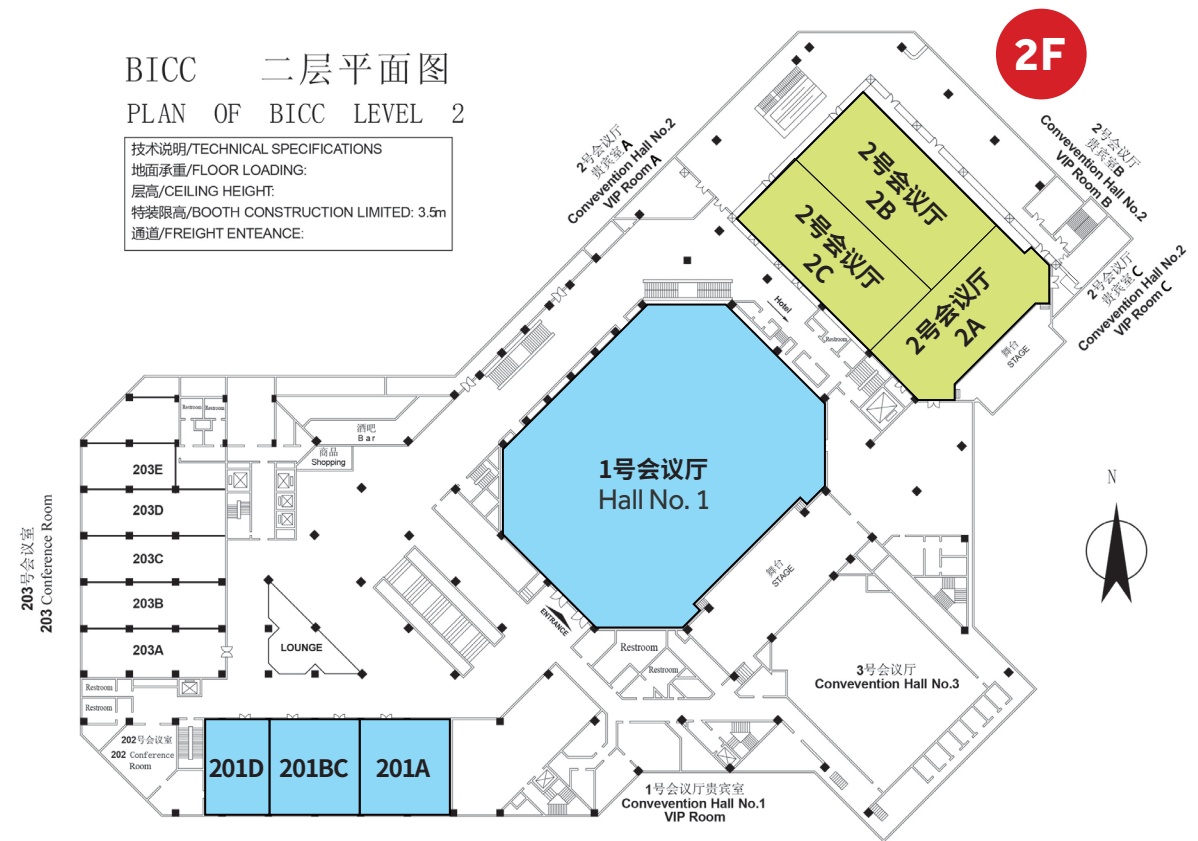 BICC 二层平面图
PLAN OF BICC LEVEL 2
2F
技术说明/TECHNICAL SPECIFICATIONS
地面承重/FLOOR LOADING:
层高/CEILING HEIGHT:
特装限高/BOOTH CONSTRUCTION LIMITED: 3.5m
通道/FREIGHT ENTEANCE:
2号会议厅
贵宾室A
Convevention Hall No.2
VIP Room A
2号会议厅
贵宾室B
Convevention Hall No.2
VIP Room B
2号会议厅
贵宾室C
Convevention Hall No.2
VIP Room C
2号会议厅
2B
2号会议厅
2C
2号会议厅
2A
舞台
STAGE
Hotel
Restroom
Restroom
Restroom
酒吧
Bar
商品
Shopping
1号会议厅
Hall No. 1
舞台
STAGE
N
203E
203D
203C
203B
203A
203号会议室
203 Conference Room
LOUNGE
ENTRANCE
Restroom
Restroom
3号会议厅
Convevention Hall No.3
Restroom
Restroom
202号会议室
202 Conference
Room
201D
201BC
201A
1号会议厅贵宾室
Convevention Hall No.1
VIP Room